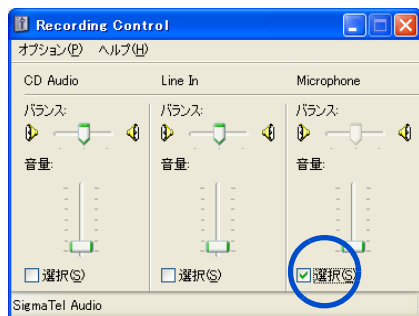 Recording Control
オプション(P) ヘルプ(H)
CD Audio Line In Microphone
バランス: バランス: バランス:
音量: 音量: 音量:
選択(S) 選択(S) 選択(S)
SigmaTel Audio